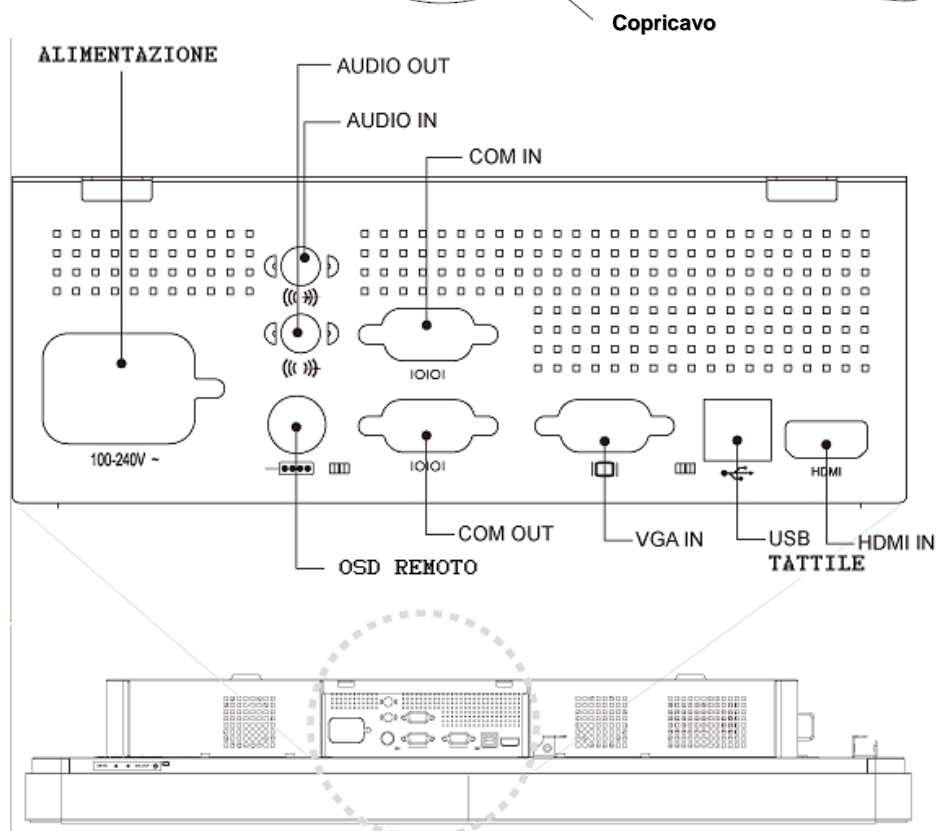 Copricavo
ALIMENTAZIONE
AUDIO OUT
AUDIO IN
COM IN
IOIOI
100-240V ~
IOIOI
HDMI
COM OUT
VGA IN
USB
TATTILE
HDMI IN
OSD REMOTO